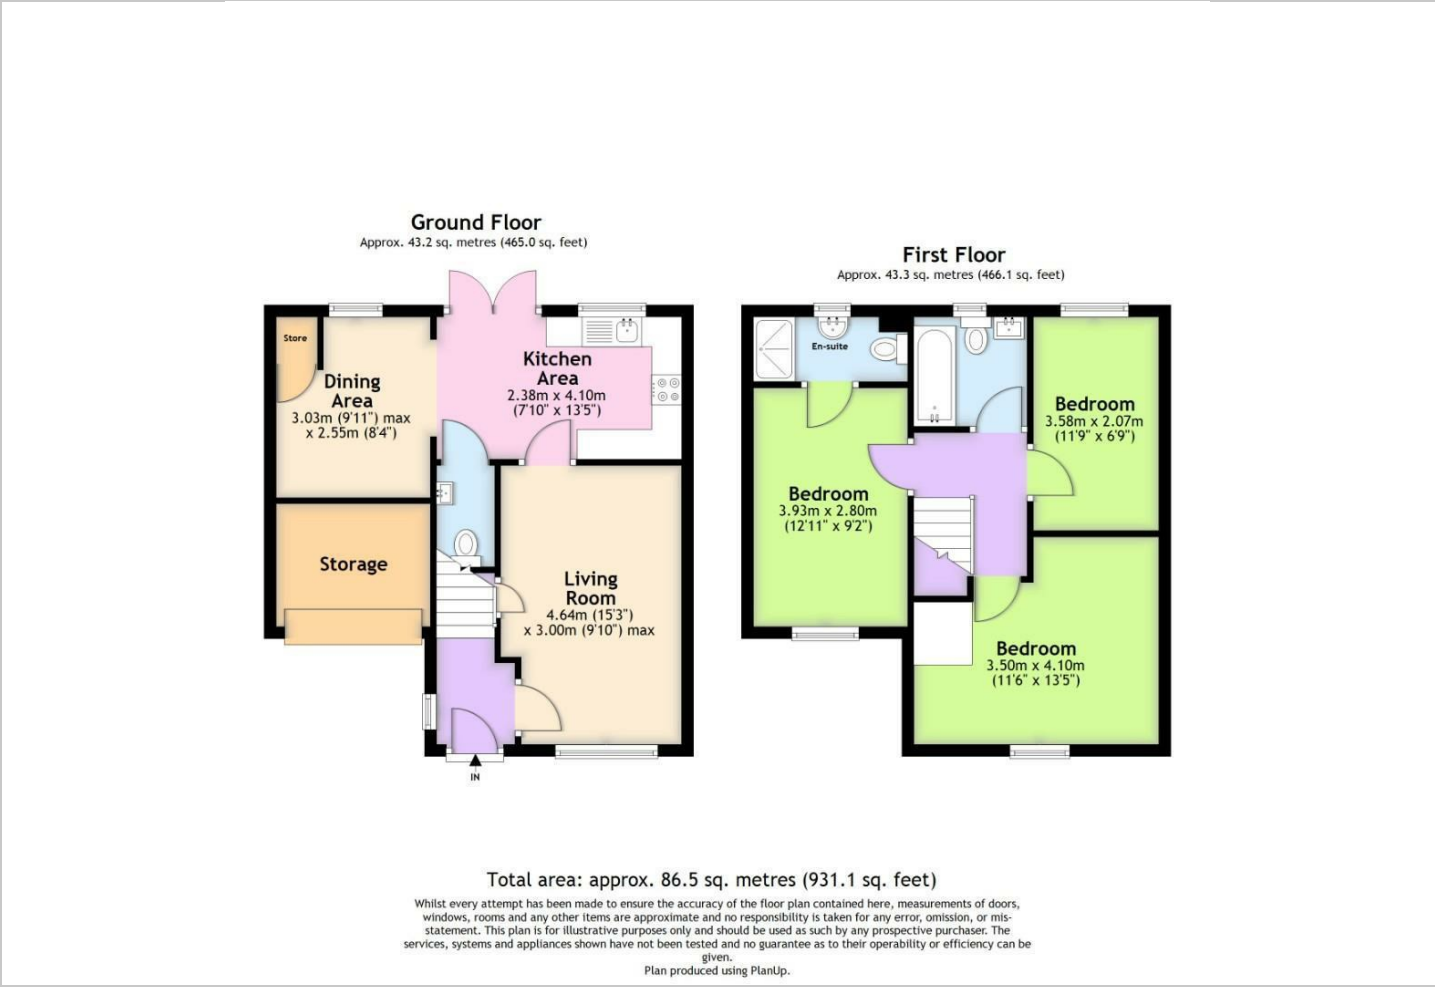 Ground Floor
Approx. 43.2 sq. metres (465.0 sq. feet)
Store
Dining
Area
3.03m (9'11") max
x 2.55m (8'4")
Kitchen
Area
2.38m x 4.10m
(7'10" x 13'5")
Storage
Living
Room
4.64m (15'3")
x 3.00m (9'10") max
IN
First Floor
Approx. 43.3 sq. metres (466.1 sq. feet)
En-suite
Bedroom
3.58m x 2.07m
(11'9" x 6'9")
Bedroom
3.93m x 2.80m
(12'11" x 9'2")
Bedroom
3.50m x 4.10m
(11'6" x 13'5")
Total area: approx. 86.5 sq. metres (931.1 sq. feet)
Whilst every attempt has been made to ensure the accuracy of the floor plan contained here, measurements of doors,
windows, rooms and any other items are approximate and no responsibility is taken for any error, omission, or mis-
statement. This plan is for illustrative purposes only and should be used as such by any prospective purchaser. The
services, systems and appliances shown have not been tested and no guarantee as to their operability or efficiency can be
given.
Plan produced using PlanUp.